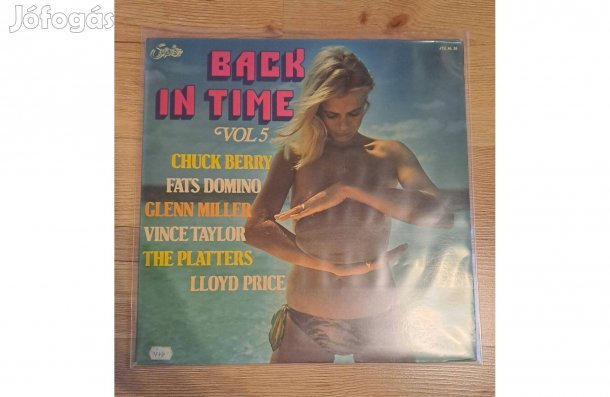 Jófogás
BACK
IN TIME
VOL 5
CHUCK BERRY
FATS DOMINO
GLENN MILLER
VINCE TAYLOR
THE PLATTERS
LLOYD PRICE